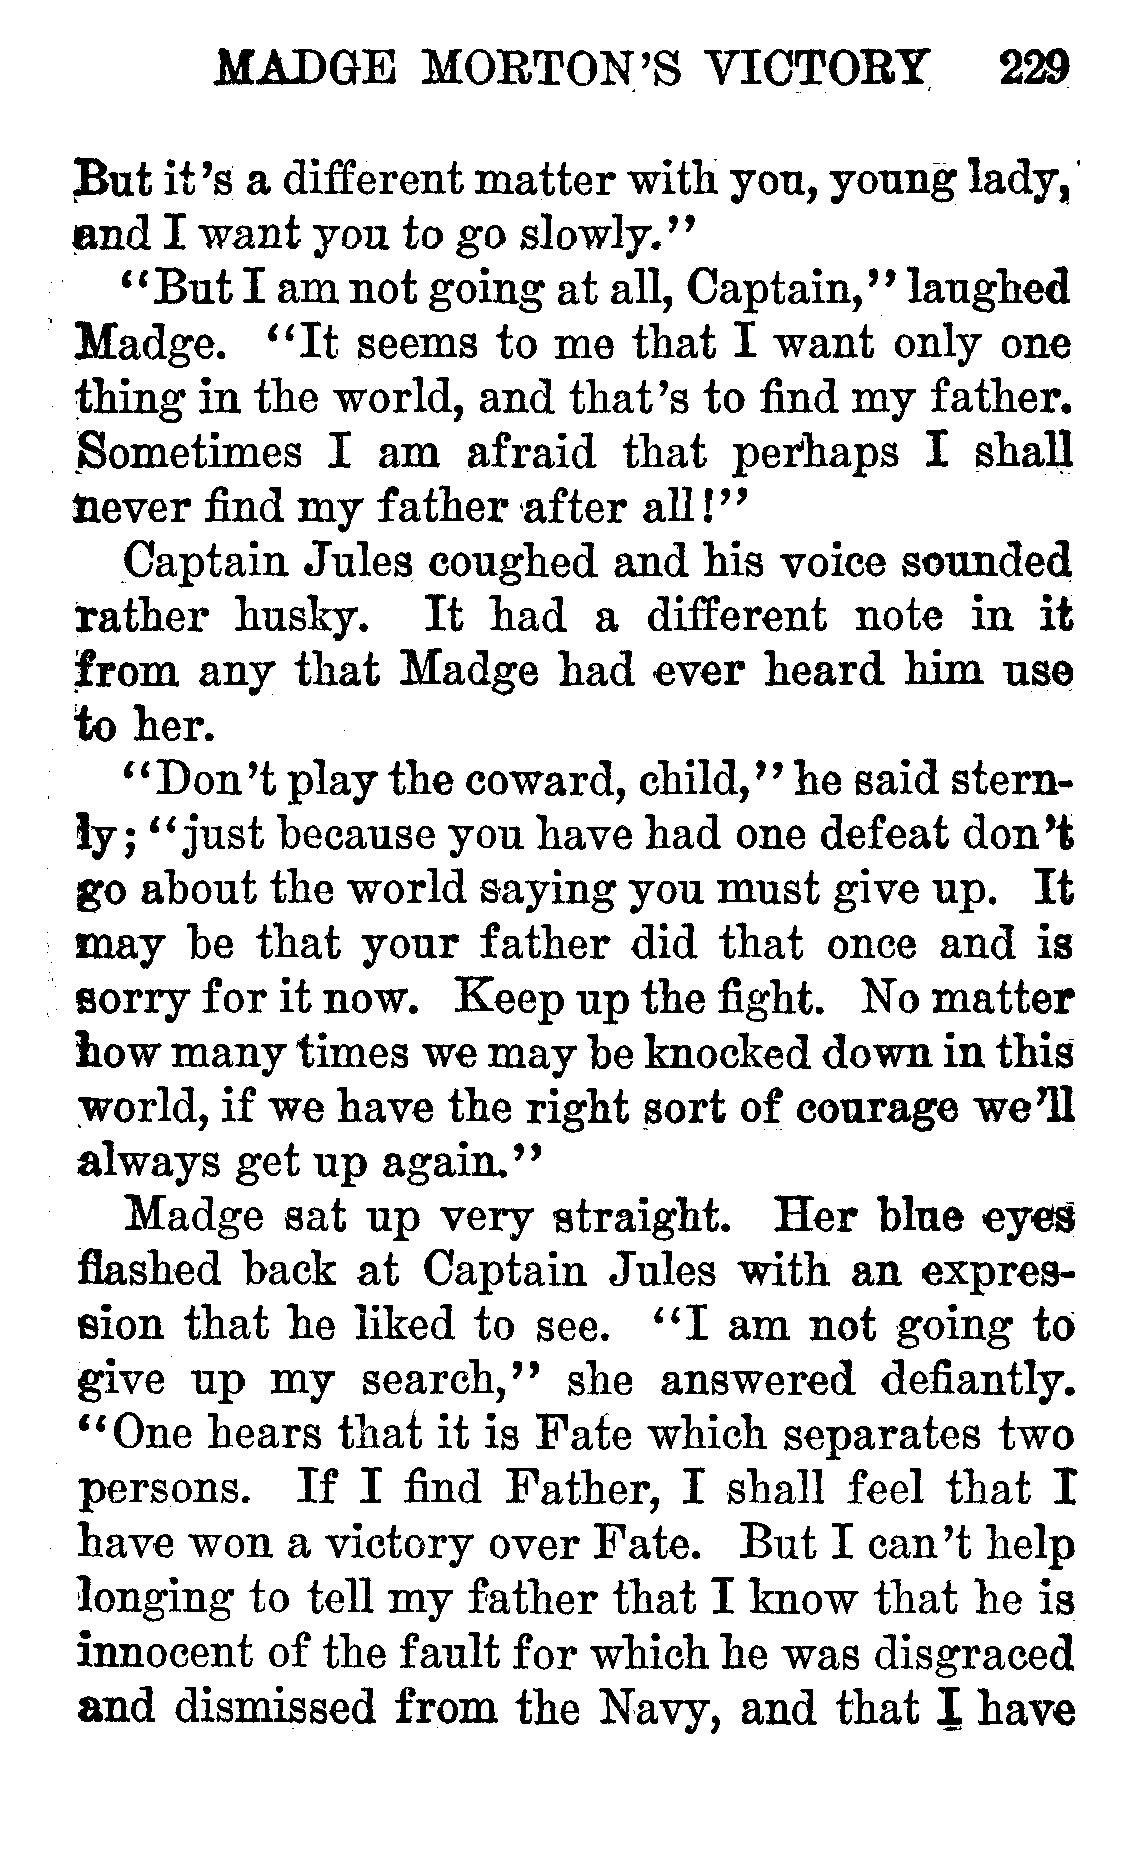 MADGE MORTON'S VICTORY 229
But it's a different matter with you, young lady,
and I want you to go slowly."
"But I am not going at all, Captain," laughed
Madge. "It seems to me that I want only one
thing in the world, and that's to find my father.
Sometimes I am afraid that perhaps I shall
never find my father after all!"
Captain Jules coughed and his voice sounded
rather husky. It had a different note in it
from any that Madge had ever heard him use
to her.
"Don't play the coward, child," he said stern-
ly; "just because you have had one defeat don't
go about the world saying you must give up. It
may be that your father did that once and is
sorry for it now. Keep up the fight. No matter
how many times we may be knocked down in this
world, if we have the right sort of courage we'll
always get up again."
Madge sat up very straight. Her blue eyes
flashed back at Captain Jules with an expres-
sion that he liked to see. "I am not going to
give up my search," she answered defiantly.
"One hears that it is Fate which separates two
persons. If I find Father, I shall feel that I
have won a victory over Fate. But I can't help
longing to tell my father that I know that he is
innocent of the fault for which he was disgraced
and dismissed from the Navy, and that I have